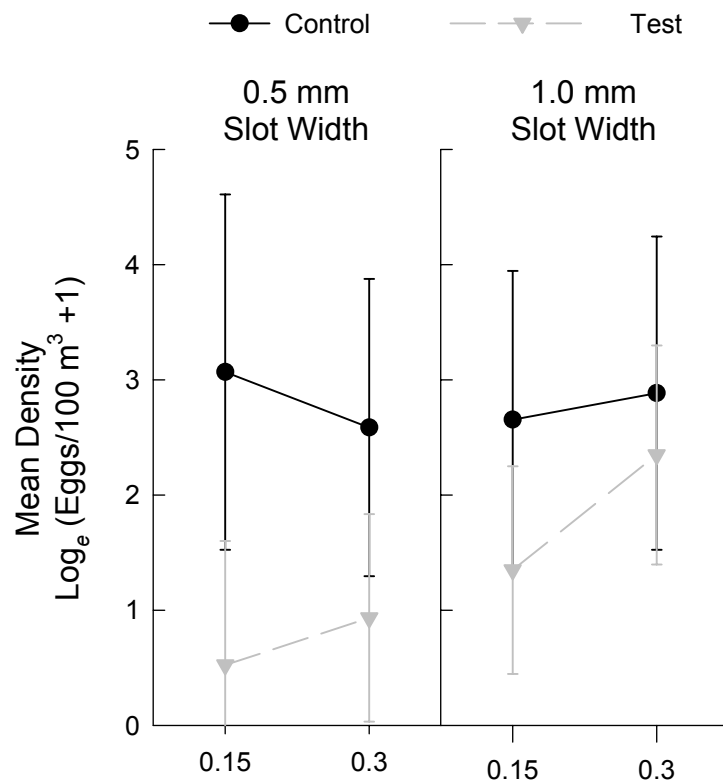 Control Test
0.5 mm
Slot Width
1.0 mm
Slot Width
Mean Density
Logₑ (Eggs/100 m³ +1)
5
4
3
2
1
0
0.15 0.3 0.15 0.3